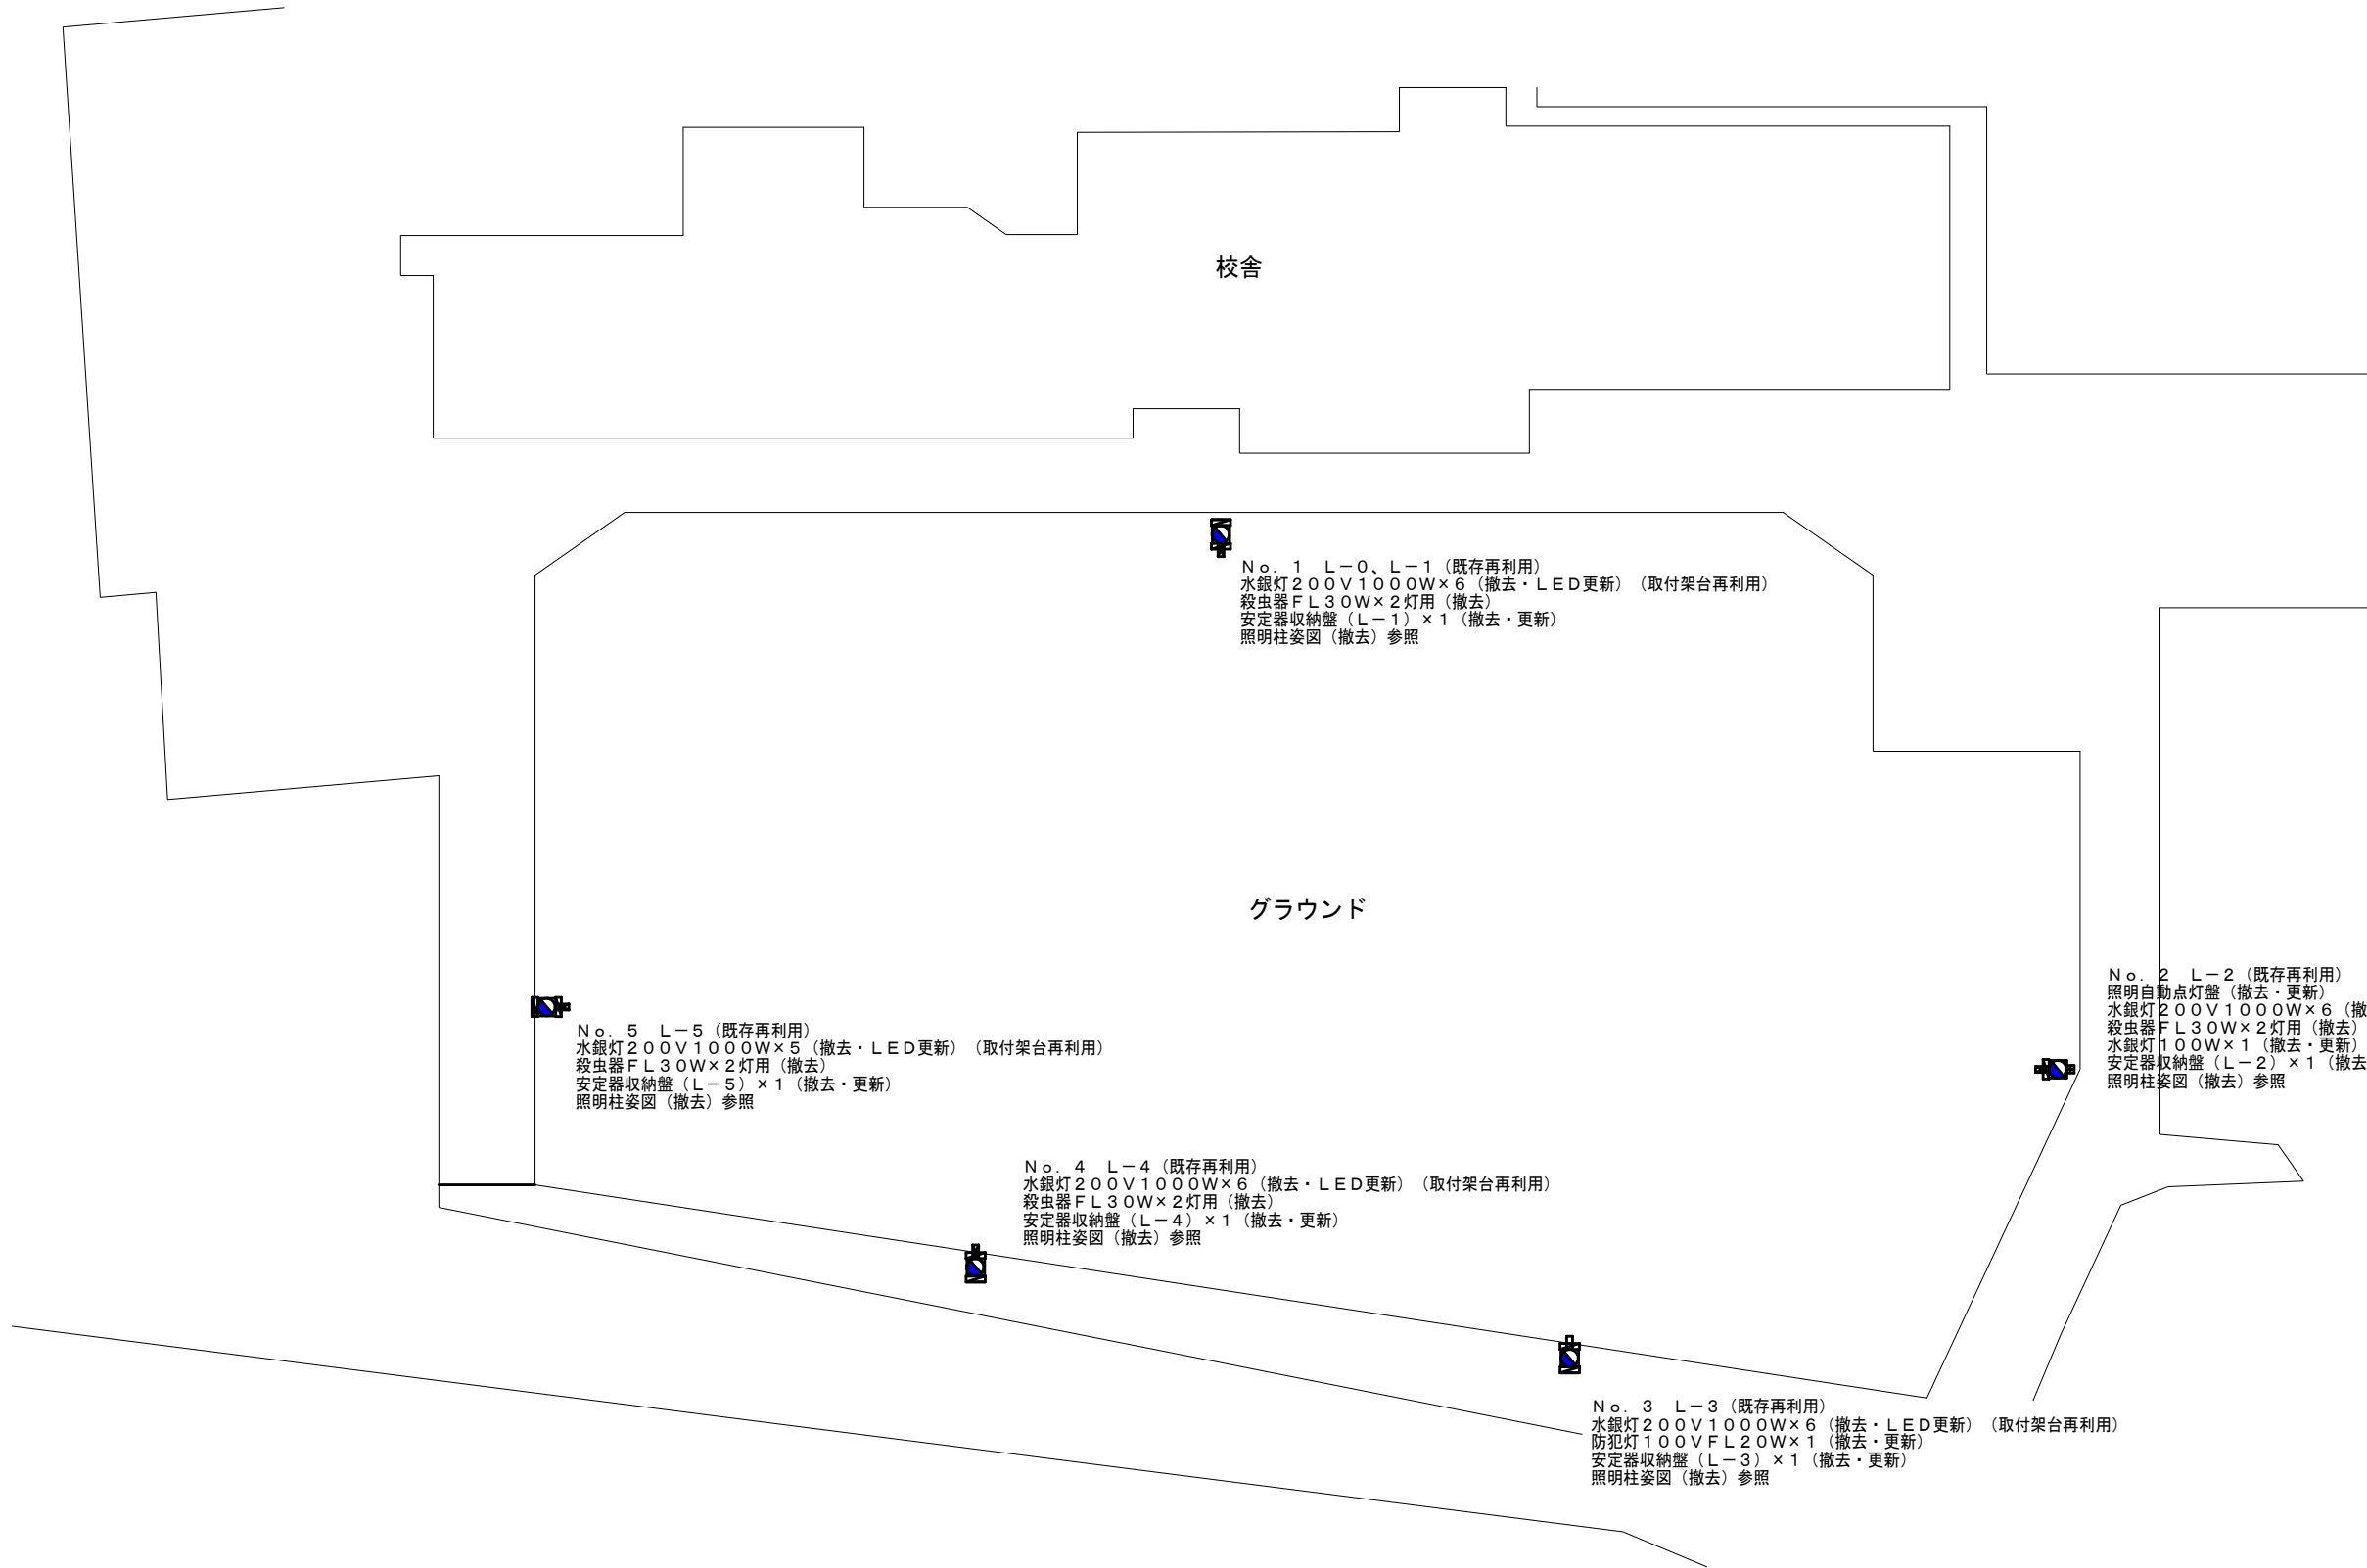 校舎
Ｎｏ．１　Ｌ－０、Ｌ－１（既存再利用）
水銀灯２００Ｖ１０００Ｗ×６（撤去・ＬＥＤ更新）（取付架台再利用）
殺虫器ＦＬ３０Ｗ×２灯用（撤去）
安定器収納盤（Ｌ－１）×１（撤去・更新）
照明柱姿図（撤去）参照
グラウンド
Ｎｏ．２　Ｌ－２（既存再利用）
照明自動点灯盤（撤去・更新）
水銀灯２００Ｖ１０００Ｗ×６（撤
殺虫器ＦＬ３０Ｗ×２灯用（撤去）
水銀灯１００Ｗ×１（撤去・更新）
安定器収納盤（Ｌ－２）×１（撤去
照明柱姿図（撤去）参照
Ｎｏ．５　Ｌ－５（既存再利用）
水銀灯２００Ｖ１０００Ｗ×５（撤去・ＬＥＤ更新）（取付架台再利用）
殺虫器ＦＬ３０Ｗ×２灯用（撤去）
安定器収納盤（Ｌ－５）×１（撤去・更新）
照明柱姿図（撤去）参照
Ｎｏ．４　Ｌ－４（既存再利用）
水銀灯２００Ｖ１０００Ｗ×６（撤去・ＬＥＤ更新）（取付架台再利用）
殺虫器ＦＬ３０Ｗ×２灯用（撤去）
安定器収納盤（Ｌ－４）×１（撤去・更新）
照明柱姿図（撤去）参照
Ｎｏ．３　Ｌ－３（既存再利用）
水銀灯２００Ｖ１０００Ｗ×６（撤去・ＬＥＤ更新）（取付架台再利用）
防犯灯１００ＶＦＬ２０Ｗ×１（撤去・更新）
安定器収納盤（Ｌ－３）×１（撤去・更新）
照明柱姿図（撤去）参照